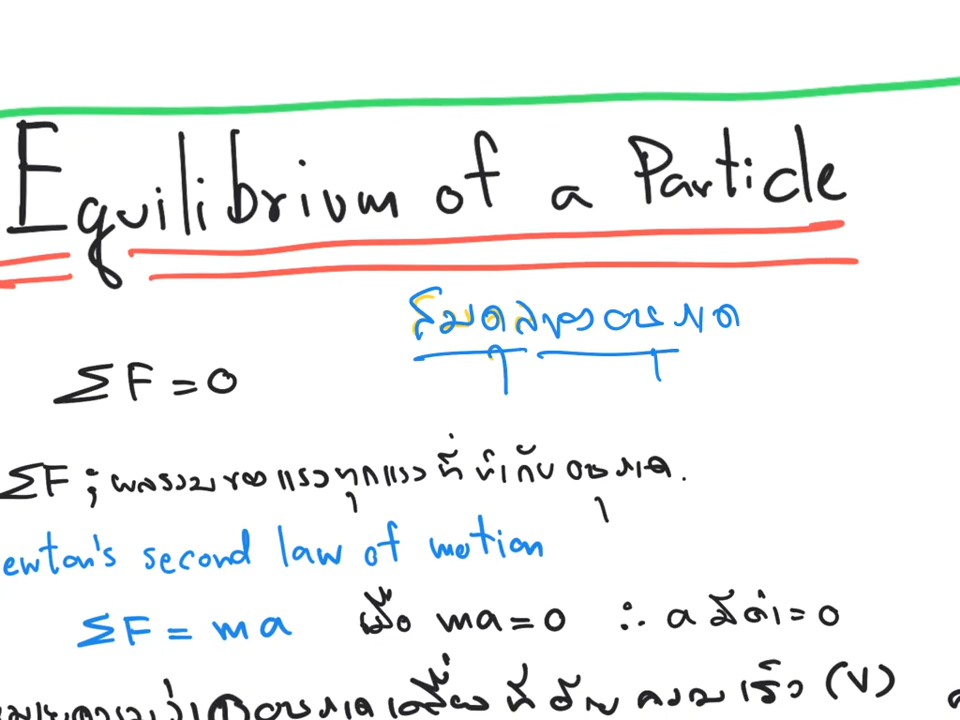 Equilibrium of a Particle
สมดุลของอนุภาค
ΣF = 0
ΣF ; ผลรวมของแรงทุกแรงที่ทำกับอนุภาค.
ewton's second law of motion
ΣF = ma เมื่อ ma = 0 ∴ a มีค่า = 0
อนุภาคเคลื่อนที่ด้วยความเร็ว (V)